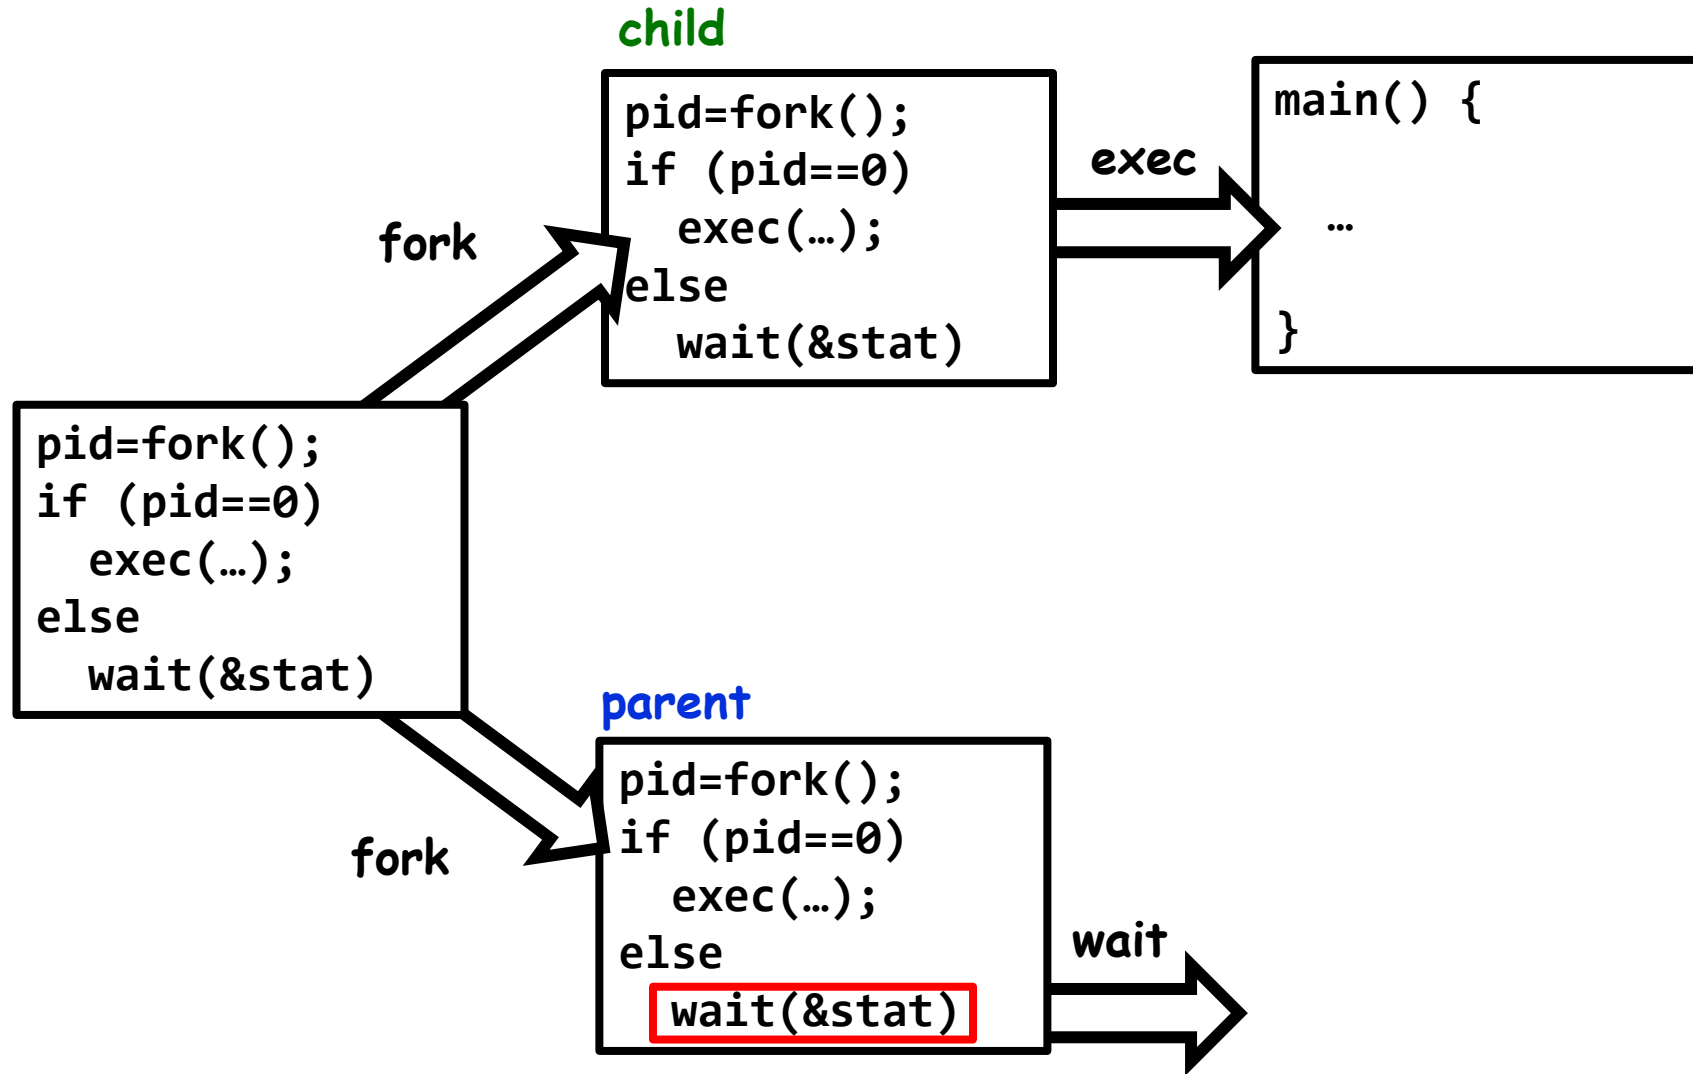 child
pid=fork();
if (pid==0)
  exec(…);
else
  wait(&stat)
exec
main() {
  …
}
fork
pid=fork();
if (pid==0)
  exec(…);
else
  wait(&stat)
fork
parent
pid=fork();
if (pid==0)
  exec(…);
else
  wait(&stat)
wait